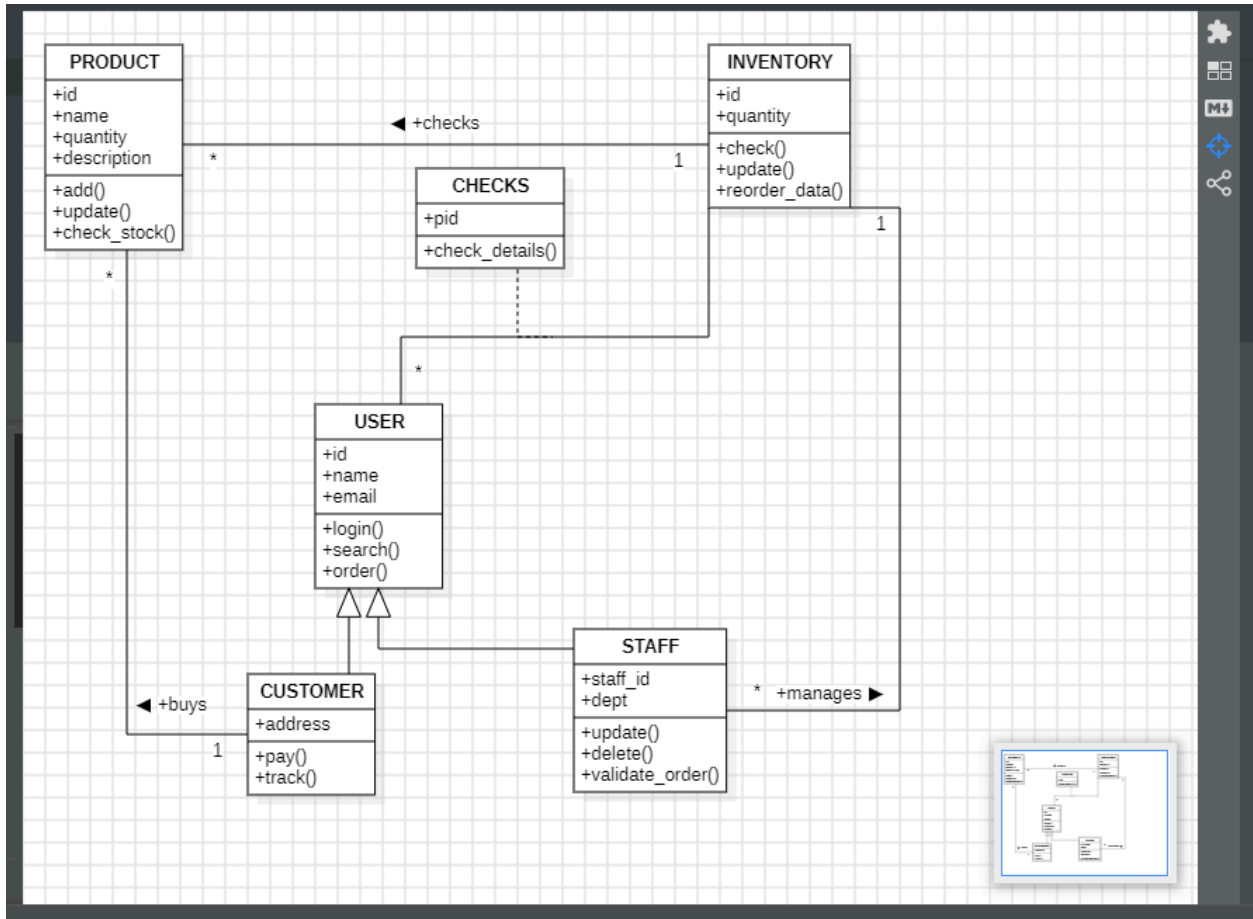 PRODUCT
+id
+name
+quantity
+description
+add()
+update()
+check_stock()
*
◀ +checks
*
1
INVENTORY
+id
+quantity
+check()
+update()
+reorder_data()
1
CHECKS
+pid
+check_details()
*
USER
+id
+name
+email
+login()
+search()
+order()
◀ +buys
1
CUSTOMER
+address
+pay()
+track()
STAFF
+staff_id
+dept
+update()
+delete()
+validate_order()
* +manages ▶
M